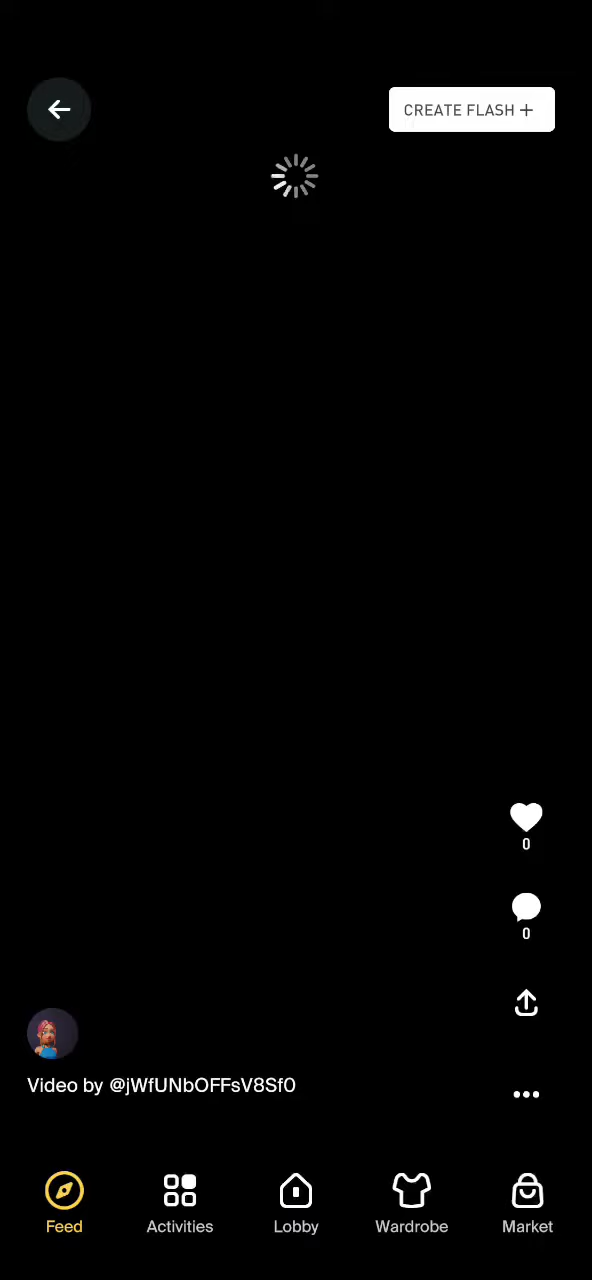 CREATE FLASH +
0
0
Video by @jWfUNbOFFsV8Sf0
Feed
Activities
Lobby
Wardrobe
Market